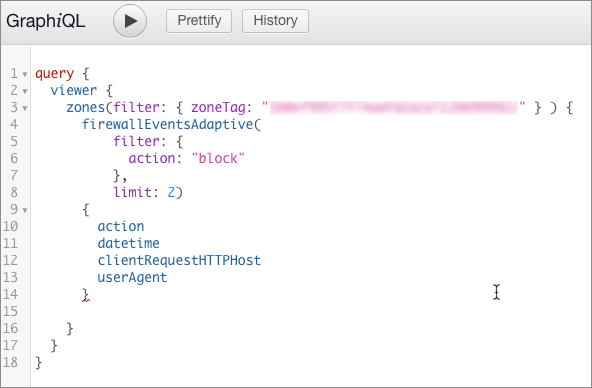 GraphiQL Prettify History
1 query {
2 viewer {
3 zones(filter: { zoneTag: "" } ) {
4 firewallEventsAdaptive(
5 filter: {
6 action: "block"
7 },
8 limit: 2)
9 {
10 action
11 datetime
12 clientRequestHTTPHost
13 userAgent
14 }
15
16 }
17 }
18 }